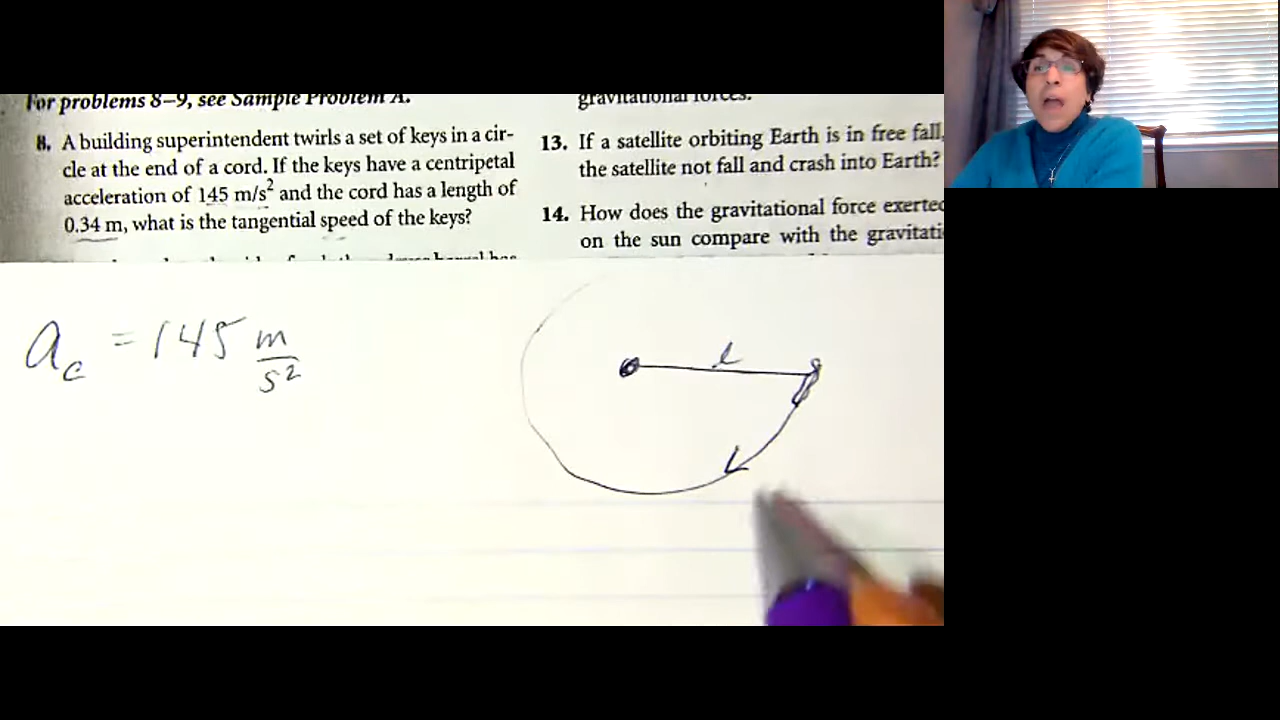 For problems 8–9, see Sample Problem A.
8. A building superintendent twirls a set of keys in a cir-
cle at the end of a cord. If the keys have a centripetal
acceleration of 145 m/s² and the cord has a length of
0.34 m, what is the tangential speed of the keys?
gravitational forces.
13. If a satellite orbiting Earth is in free fall,
the satellite not fall and crash into Earth?
14. How does the gravitational force exerted
on the sun compare with the gravitati
a_c = 145 m/s²
l